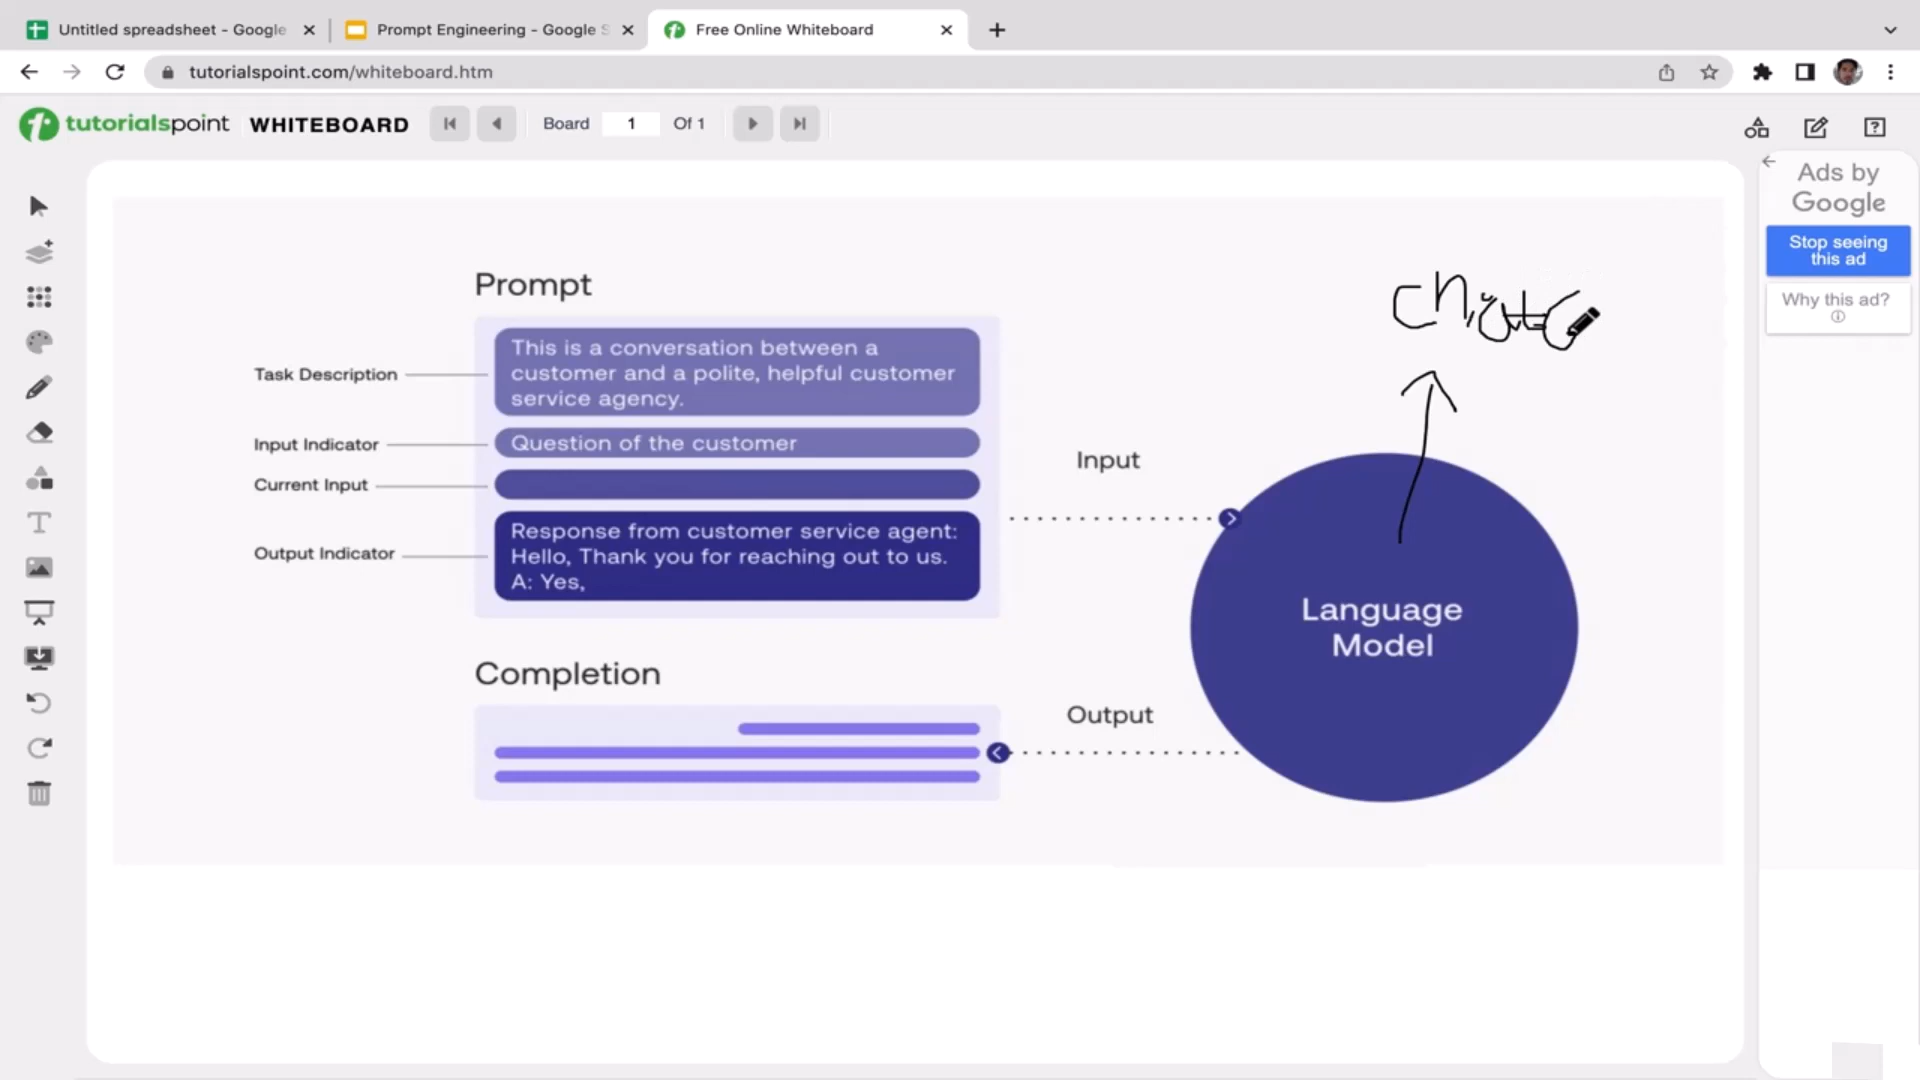 Untitled spreadsheet - Google
Prompt Engineering - Google S
Free Online Whiteboard
tutorialspoint.com/whiteboard.htm
tutorialspoint WHITEBOARD
Board 1 Of 1
Ads by
Google
Stop seeing
this ad
Why this ad?
Prompt
Task Description
This is a conversation between a
customer and a polite, helpful customer
service agency.
Input Indicator
Question of the customer
Current Input
Output Indicator
Response from customer service agent:
Hello, Thank you for reaching out to us.
A: Yes,
Input
Language
Model
Output
Completion